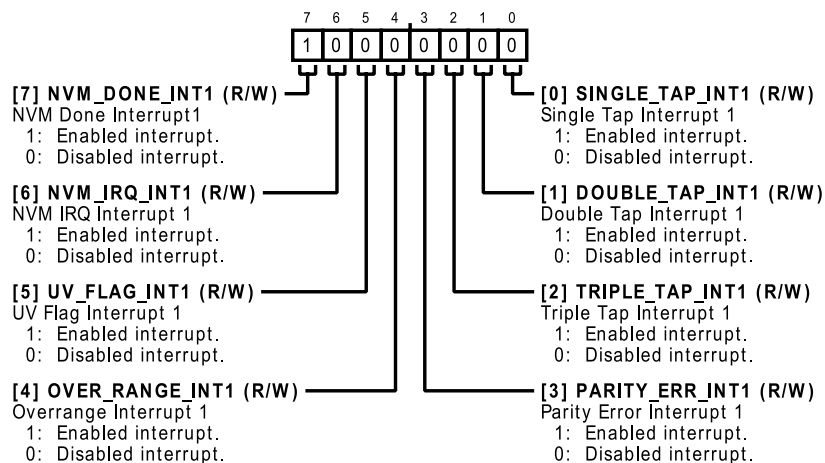 7 6 5 4 3 2 1 0
1 0 0 0 0 0 0 0
[7] NVM_DONE_INT1 (R/W)
NVM Done Interrupt1
1: Enabled interrupt.
0: Disabled interrupt.
[6] NVM_IRQ_INT1 (R/W)
NVM IRQ Interrupt 1
1: Enabled interrupt.
0: Disabled interrupt.
[5] UV_FLAG_INT1 (R/W)
UV Flag Interrupt 1
1: Enabled interrupt.
0: Disabled interrupt.
[4] OVER_RANGE_INT1 (R/W)
Overrange Interrupt 1
1: Enabled interrupt.
0: Disabled interrupt.
[0] SINGLE_TAP_INT1 (R/W)
Single Tap Interrupt 1
1: Enabled interrupt.
0: Disabled interrupt.
[1] DOUBLE_TAP_INT1 (R/W)
Double Tap Interrupt 1
1: Enabled interrupt.
0: Disabled interrupt.
[2] TRIPLE_TAP_INT1 (R/W)
Triple Tap Interrupt 1
1: Enabled interrupt.
0: Disabled interrupt.
[3] PARITY_ERR_INT1 (R/W)
Parity Error Interrupt 1
1: Enabled interrupt.
0: Disabled interrupt.